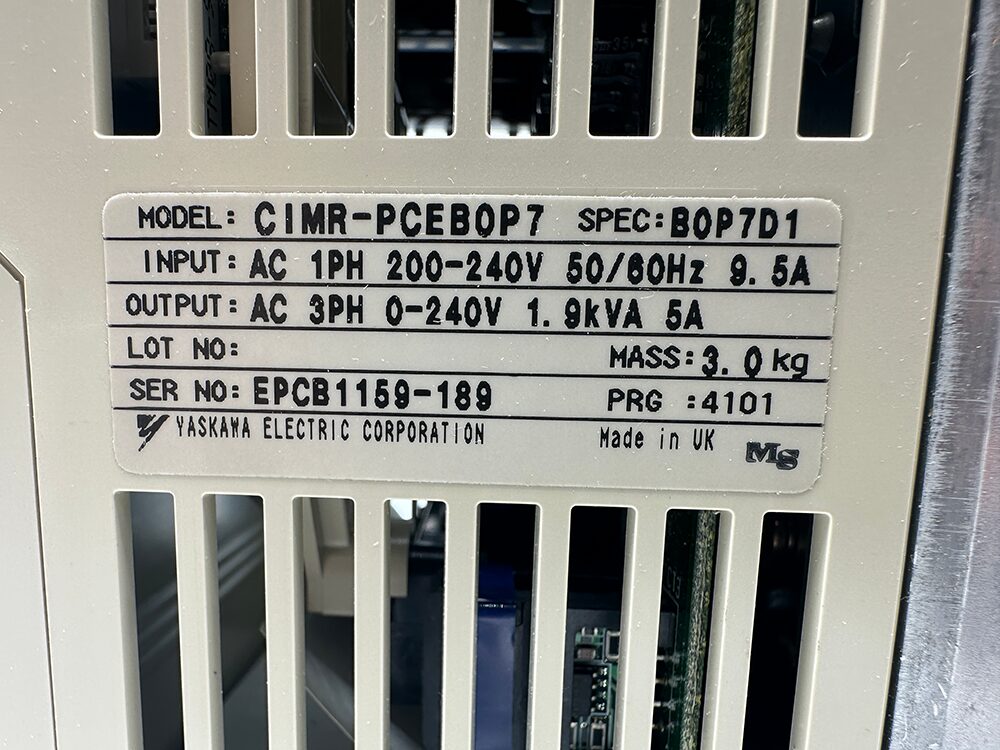 MODEL: CIMR-PCEB0P7 SPEC: B0P7D1
INPUT: AC 1PH 200-240V 50/60Hz 9.5A
OUTPUT: AC 3PH 0-240V 1.9kVA 5A
LOT NO: MASS: 3.0 kg
SER NO: EPCB1159-189 PRG :4101
YASKAWA ELECTRIC CORPORATION Made in UK MS